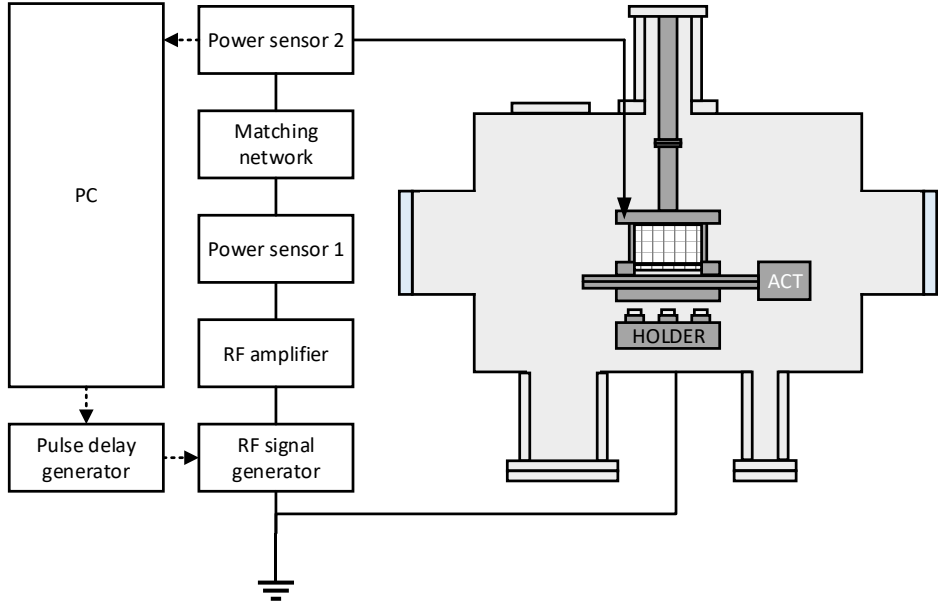 PC
Power sensor 2
Matching
network
Power sensor 1
RF amplifier
Pulse delay
generator
RF signal
generator
ACT
HOLDER